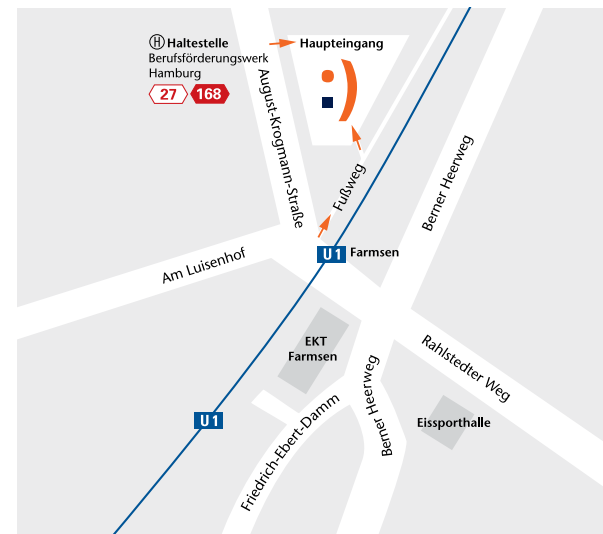 H Haltestelle
Berufsförderungswerk
Hamburg
27 168
Haupteingang
August-Krogmann-Straße
Fußweg
Berner Heerweg
Am Luisenhof
U1 Farmsen
EKT
Farmsen
Rahlstedter Weg
Berner Heerweg
Eissporthalle
U1
Friedrich-Ebert-Damm